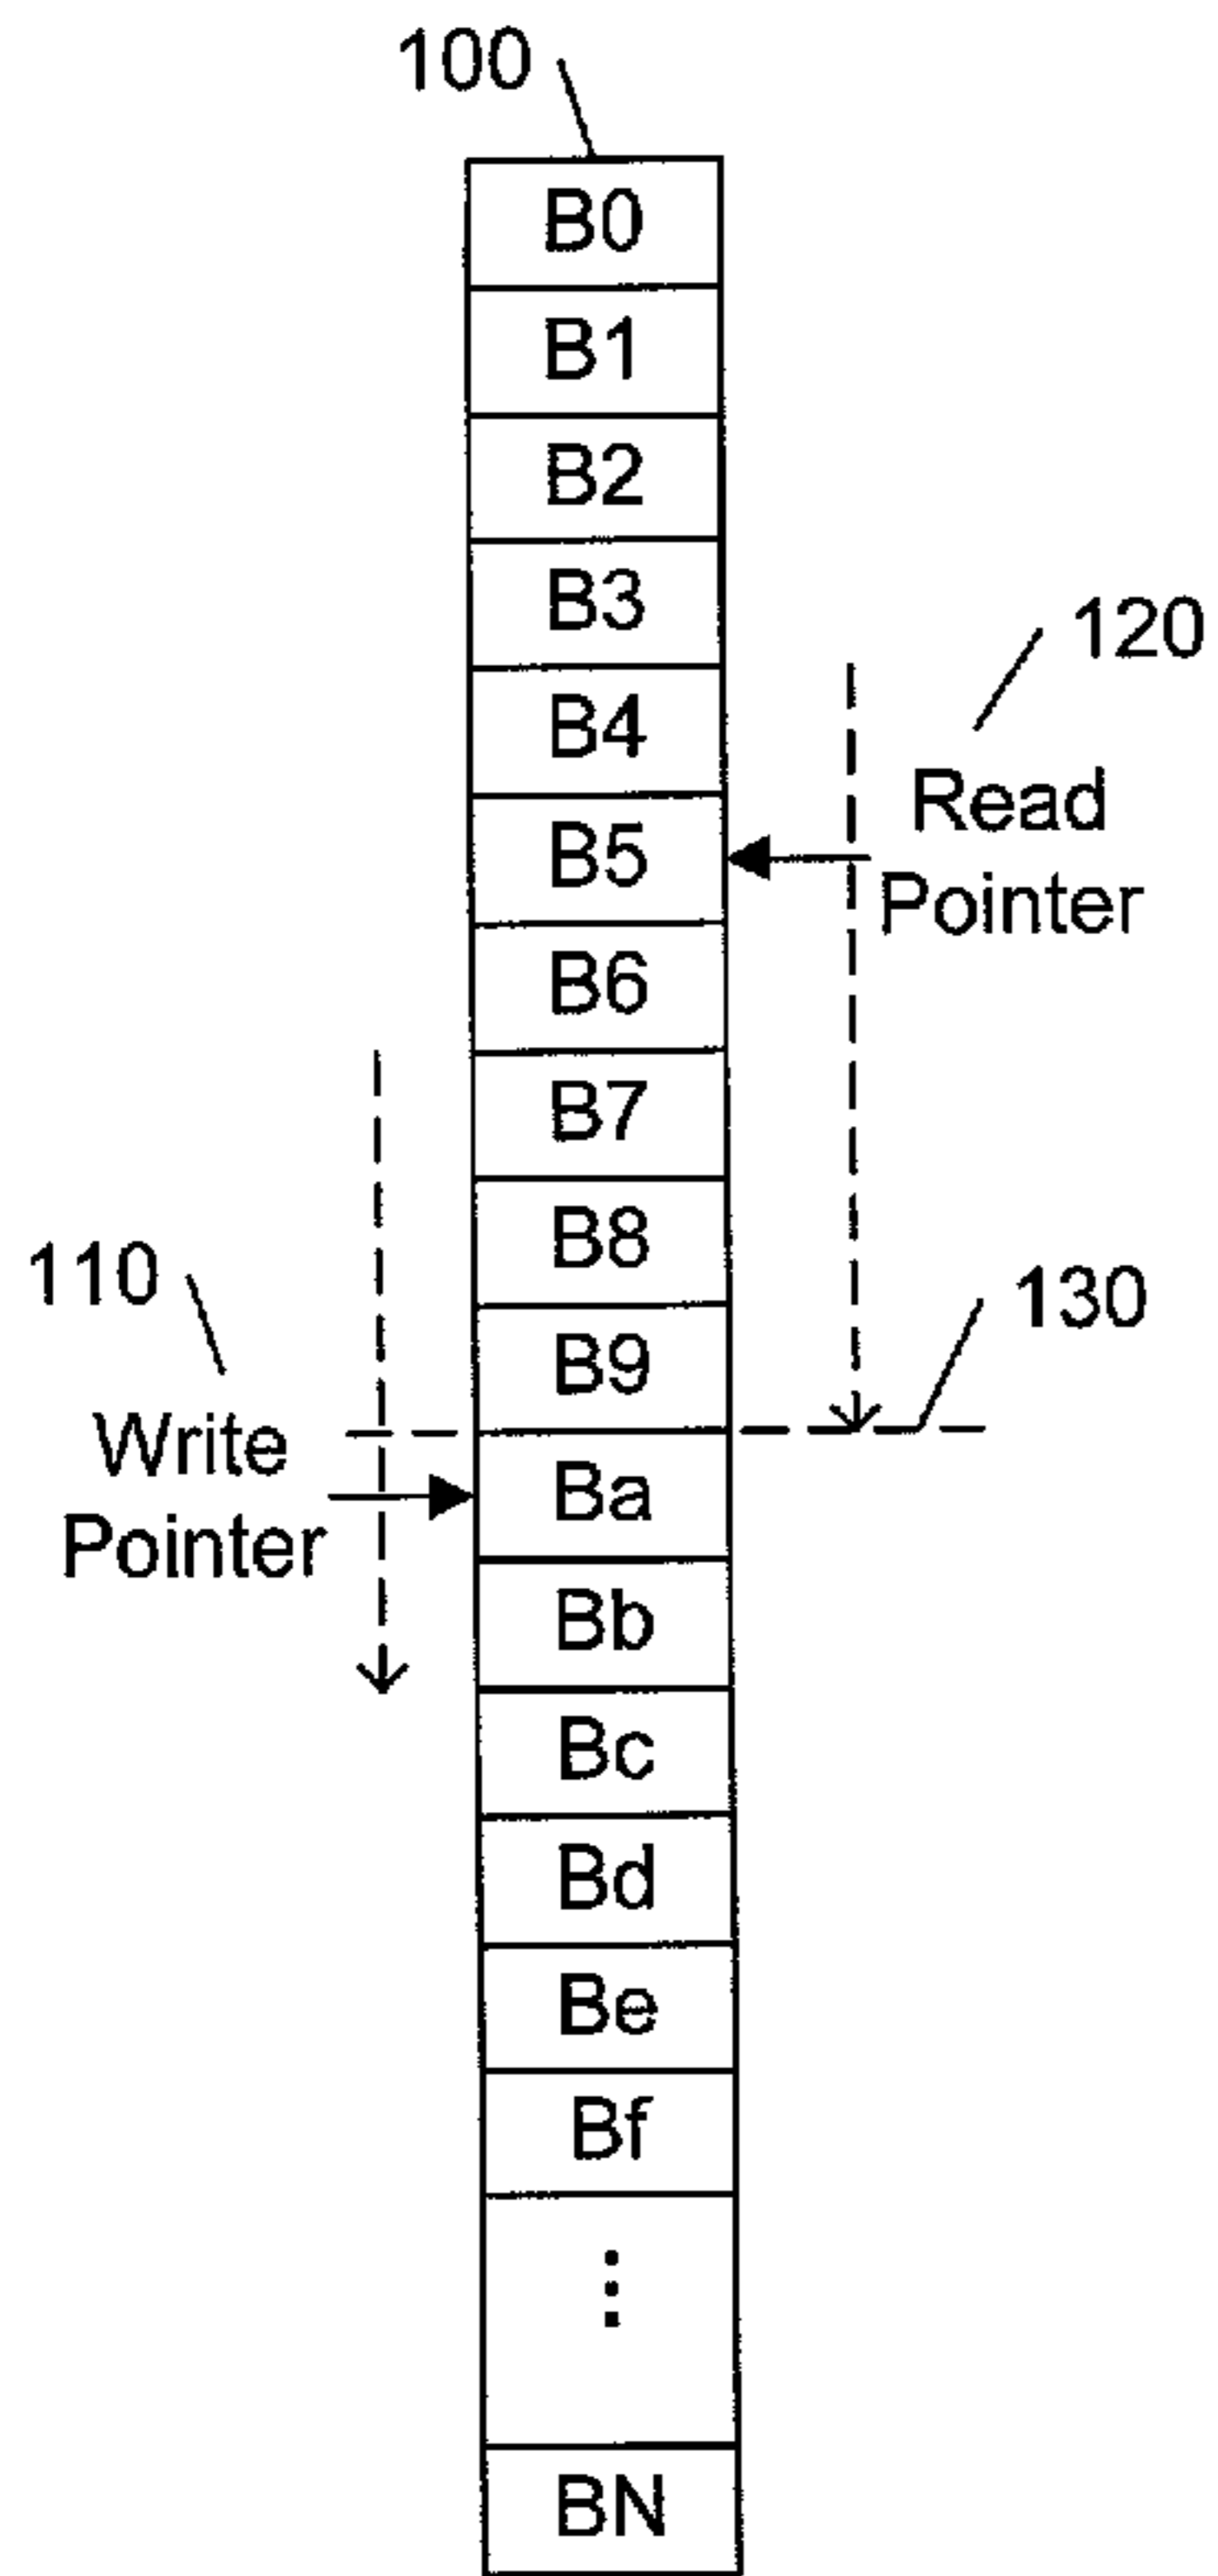 100
B0
B1
B2
B3
120
B4
Read
B5
Pointer
B6
B7
B8
110
130
B9
Write
Ba
Pointer
Bb
Bc
Bd
Be
Bf
⋮
BN